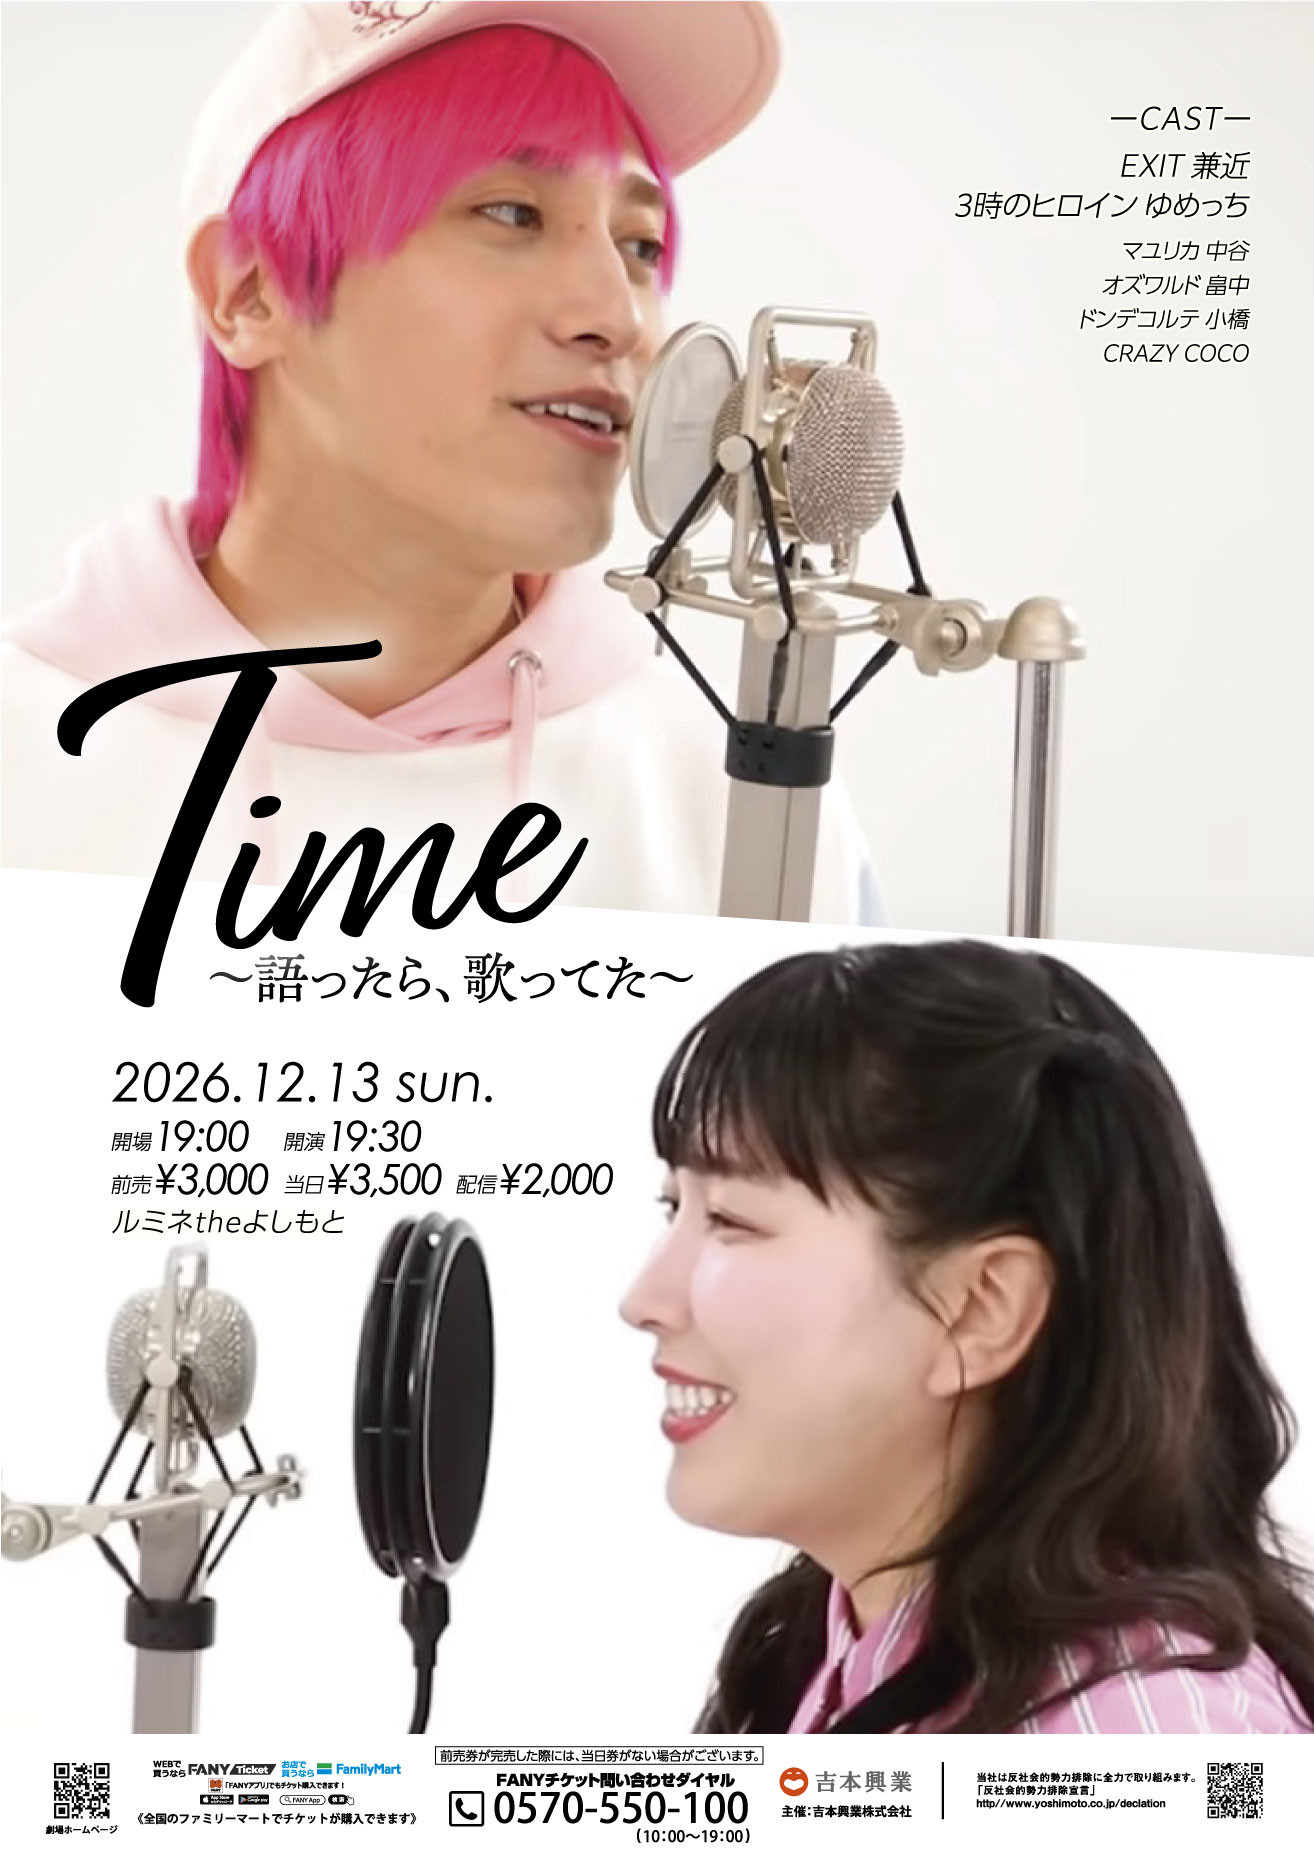 ーCASTー
EXIT 兼近
3時のヒロイン ゆめっち
マユリカ 中谷
オズワルド 畠中
ドンデコルテ 小橋
CRAZY COCO
Time
〜語ったら、歌ってた〜
2026.12.13 sun.
開場 19:00 開演 19:30
前売 ¥3,000 当日 ¥3,500 配信 ¥2,000
ルミネtheよしもと
劇場ホームページ
WEBで買うなら FANY Ticket お店で買うなら FamilyMart
「FANYアプリ」でもチケット購入できます!
App Store Google play FANY App 検索
《全国のファミリーマートでチケットが購入できます》
前売券が完売した際には、当日券がない場合がございます。
FANYチケット問い合わせダイヤル
0570-550-100
(10:00〜19:00)
吉本興業
主催:吉本興業株式会社
当社は反社会的勢力排除に全力で取り組みます。
「反社会的勢力排除宣言」
http//www.yoshimoto.co.jp/declation